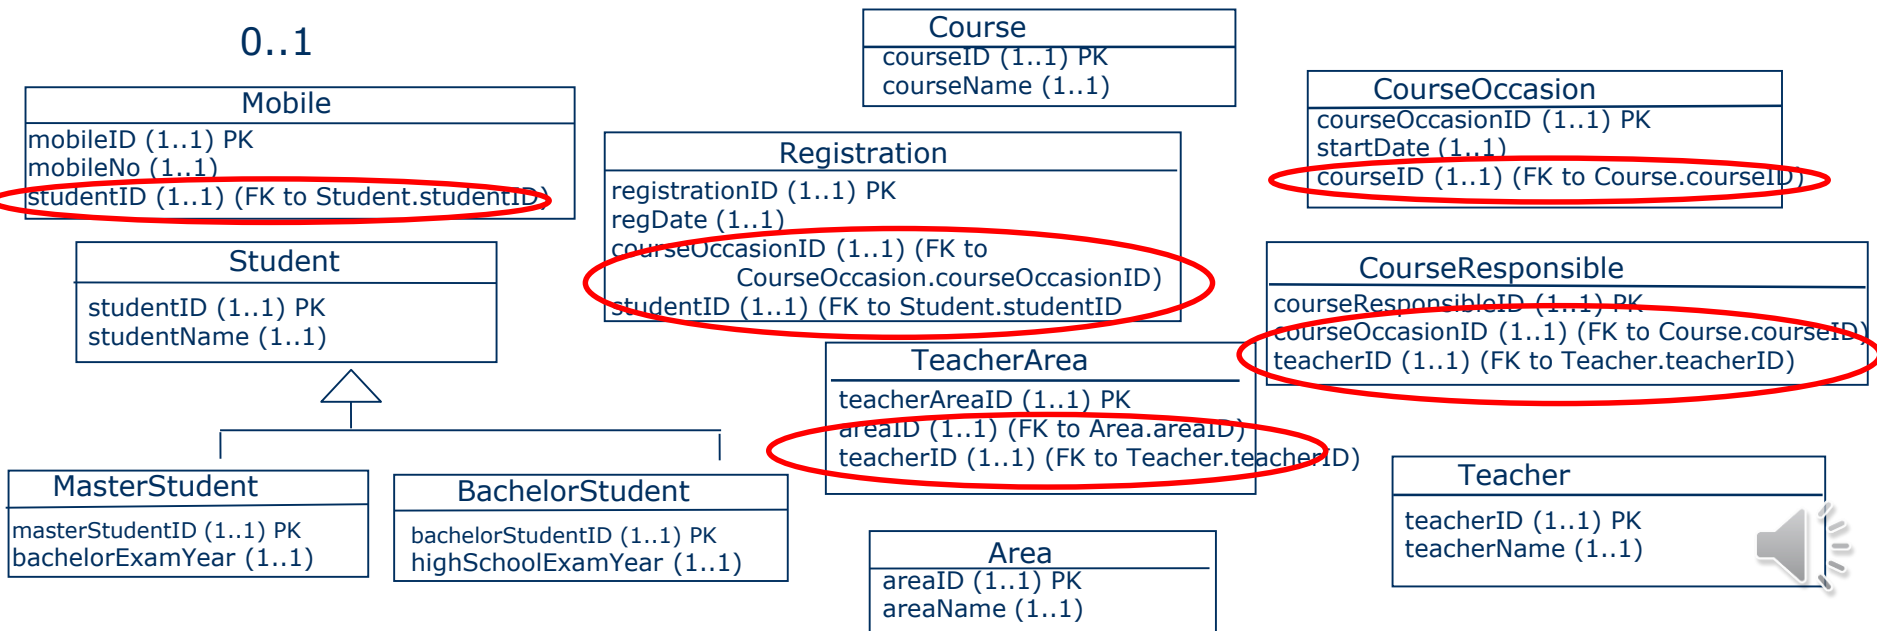 0..1
Mobile
mobileID (1..1) PK
mobileNo (1..1)
studentID (1..1) (FK to Student.studentID)
Student
studentID (1..1) PK
studentName (1..1)
MasterStudent
masterStudentID (1..1) PK
bachelorExamYear (1..1)
BachelorStudent
bachelorStudentID (1..1) PK
highSchoolExamYear (1..1)
Course
courseID (1..1) PK
courseName (1..1)
Registration
registrationID (1..1) PK
regDate (1..1)
courseOccasionID (1..1) (FK to
CourseOccasion.courseOccasionID)
studentID (1..1) (FK to Student.studentID
TeacherArea
teacherAreaID (1..1) PK
areaID (1..1) (FK to Area.areaID)
teacherID (1..1) (FK to Teacher.teacherID)
Area
areaID (1..1) PK
areaName (1..1)
CourseOccasion
courseOccasionID (1..1) PK
startDate (1..1)
courseID (1..1) (FK to Course.courseID)
CourseResponsible
courseResponsibleID (1..1) PK
courseOccasionID (1..1) (FK to Course.courseID)
teacherID (1..1) (FK to Teacher.teacherID)
Teacher
teacherID (1..1) PK
teacherName (1..1)